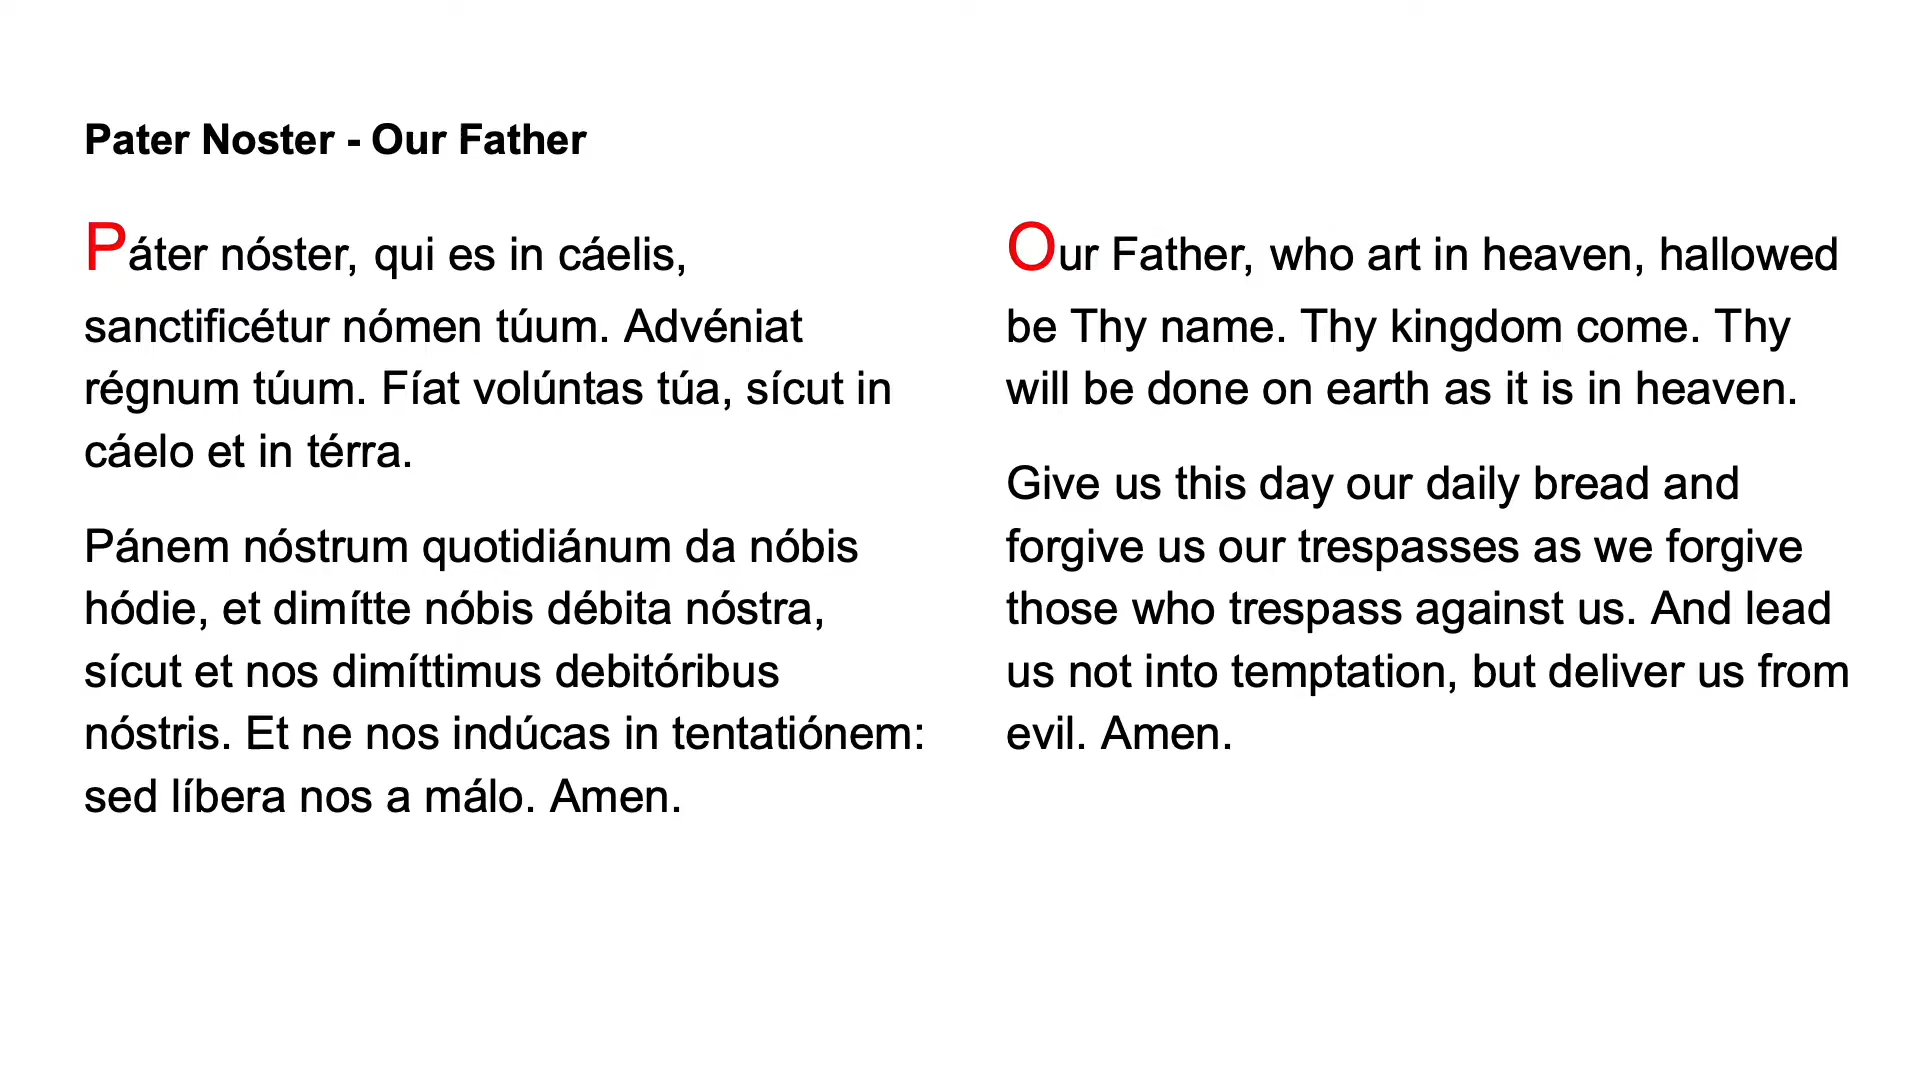 Pater Noster - Our Father
Páter nóster, qui es in cáelis,
sanctificétur nómen túum. Advéniat
régnum túum. Fíat volúntas túa, sícut in
cáelo et in térra.
Pánem nóstrum quotidiánum da nóbis
hódie, et dimítte nóbis débita nóstra,
sícut et nos dimíttimus debitóribus
nóstris. Et ne nos indúcas in tentatiónem:
sed líbera nos a málo. Amen.
Our Father, who art in heaven, hallowed
be Thy name. Thy kingdom come. Thy
will be done on earth as it is in heaven.
Give us this day our daily bread and
forgive us our trespasses as we forgive
those who trespass against us. And lead
us not into temptation, but deliver us from
evil. Amen.